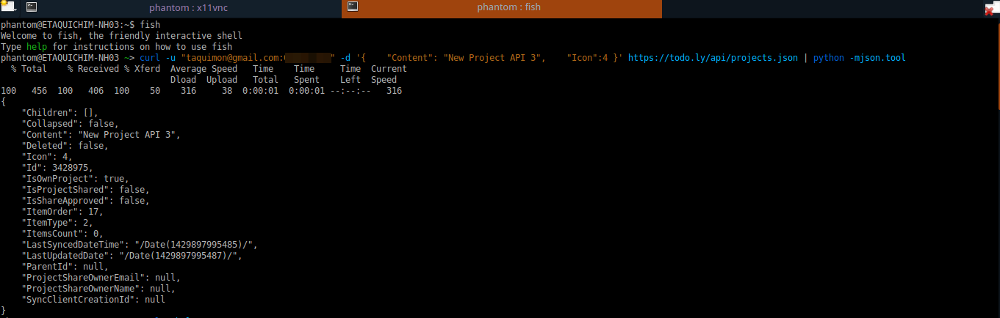 phantom : x11vnc
phantom : fish
phantom@ETAQUICHIM-NH03:~$ fish
Welcome to fish, the friendly interactive shell
Type help for instructions on how to use fish
phantom@ETAQUICHIM-NH03 ~> curl -u "taquimon@gmail.com: " -d '{    "Content": "New Project API 3",    "Icon":4 }' https://todo.ly/api/projects.json | python -mjson.tool
  % Total    % Received % Xferd  Average Speed   Time    Time     Time  Current
                                 Dload  Upload   Total   Spent    Left  Speed
100   456  100   406  100    50    316     38  0:00:01  0:00:01 --:--:--   316
{
    "Children": [],
    "Collapsed": false,
    "Content": "New Project API 3",
    "Deleted": false,
    "Icon": 4,
    "Id": 3428975,
    "IsOwnProject": true,
    "IsProjectShared": false,
    "IsShareApproved": false,
    "ItemOrder": 17,
    "ItemType": 2,
    "ItemsCount": 0,
    "LastSyncedDateTime": "/Date(1429897995485)/",
    "LastUpdatedDate": "/Date(1429897995487)/",
    "ParentId": null,
    "ProjectShareOwnerEmail": null,
    "ProjectShareOwnerName": null,
    "SyncClientCreationId": null
}